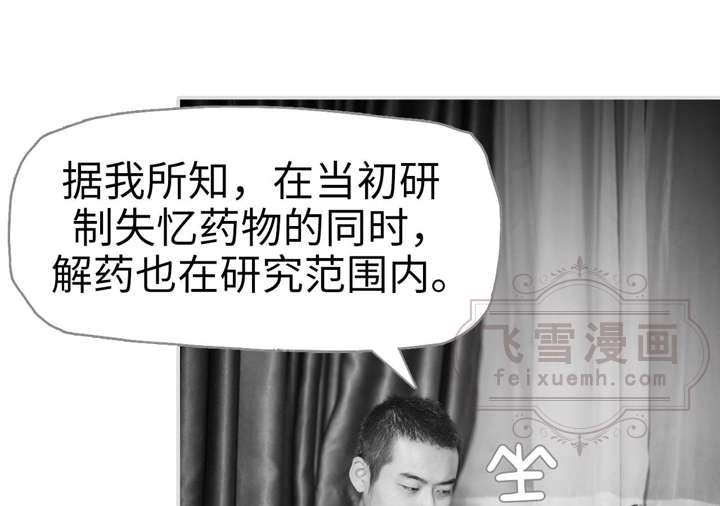 据我所知，在当初研
制失忆药物的同时，
解药也在研究范围内。
飞雪漫画
feixuemh.com